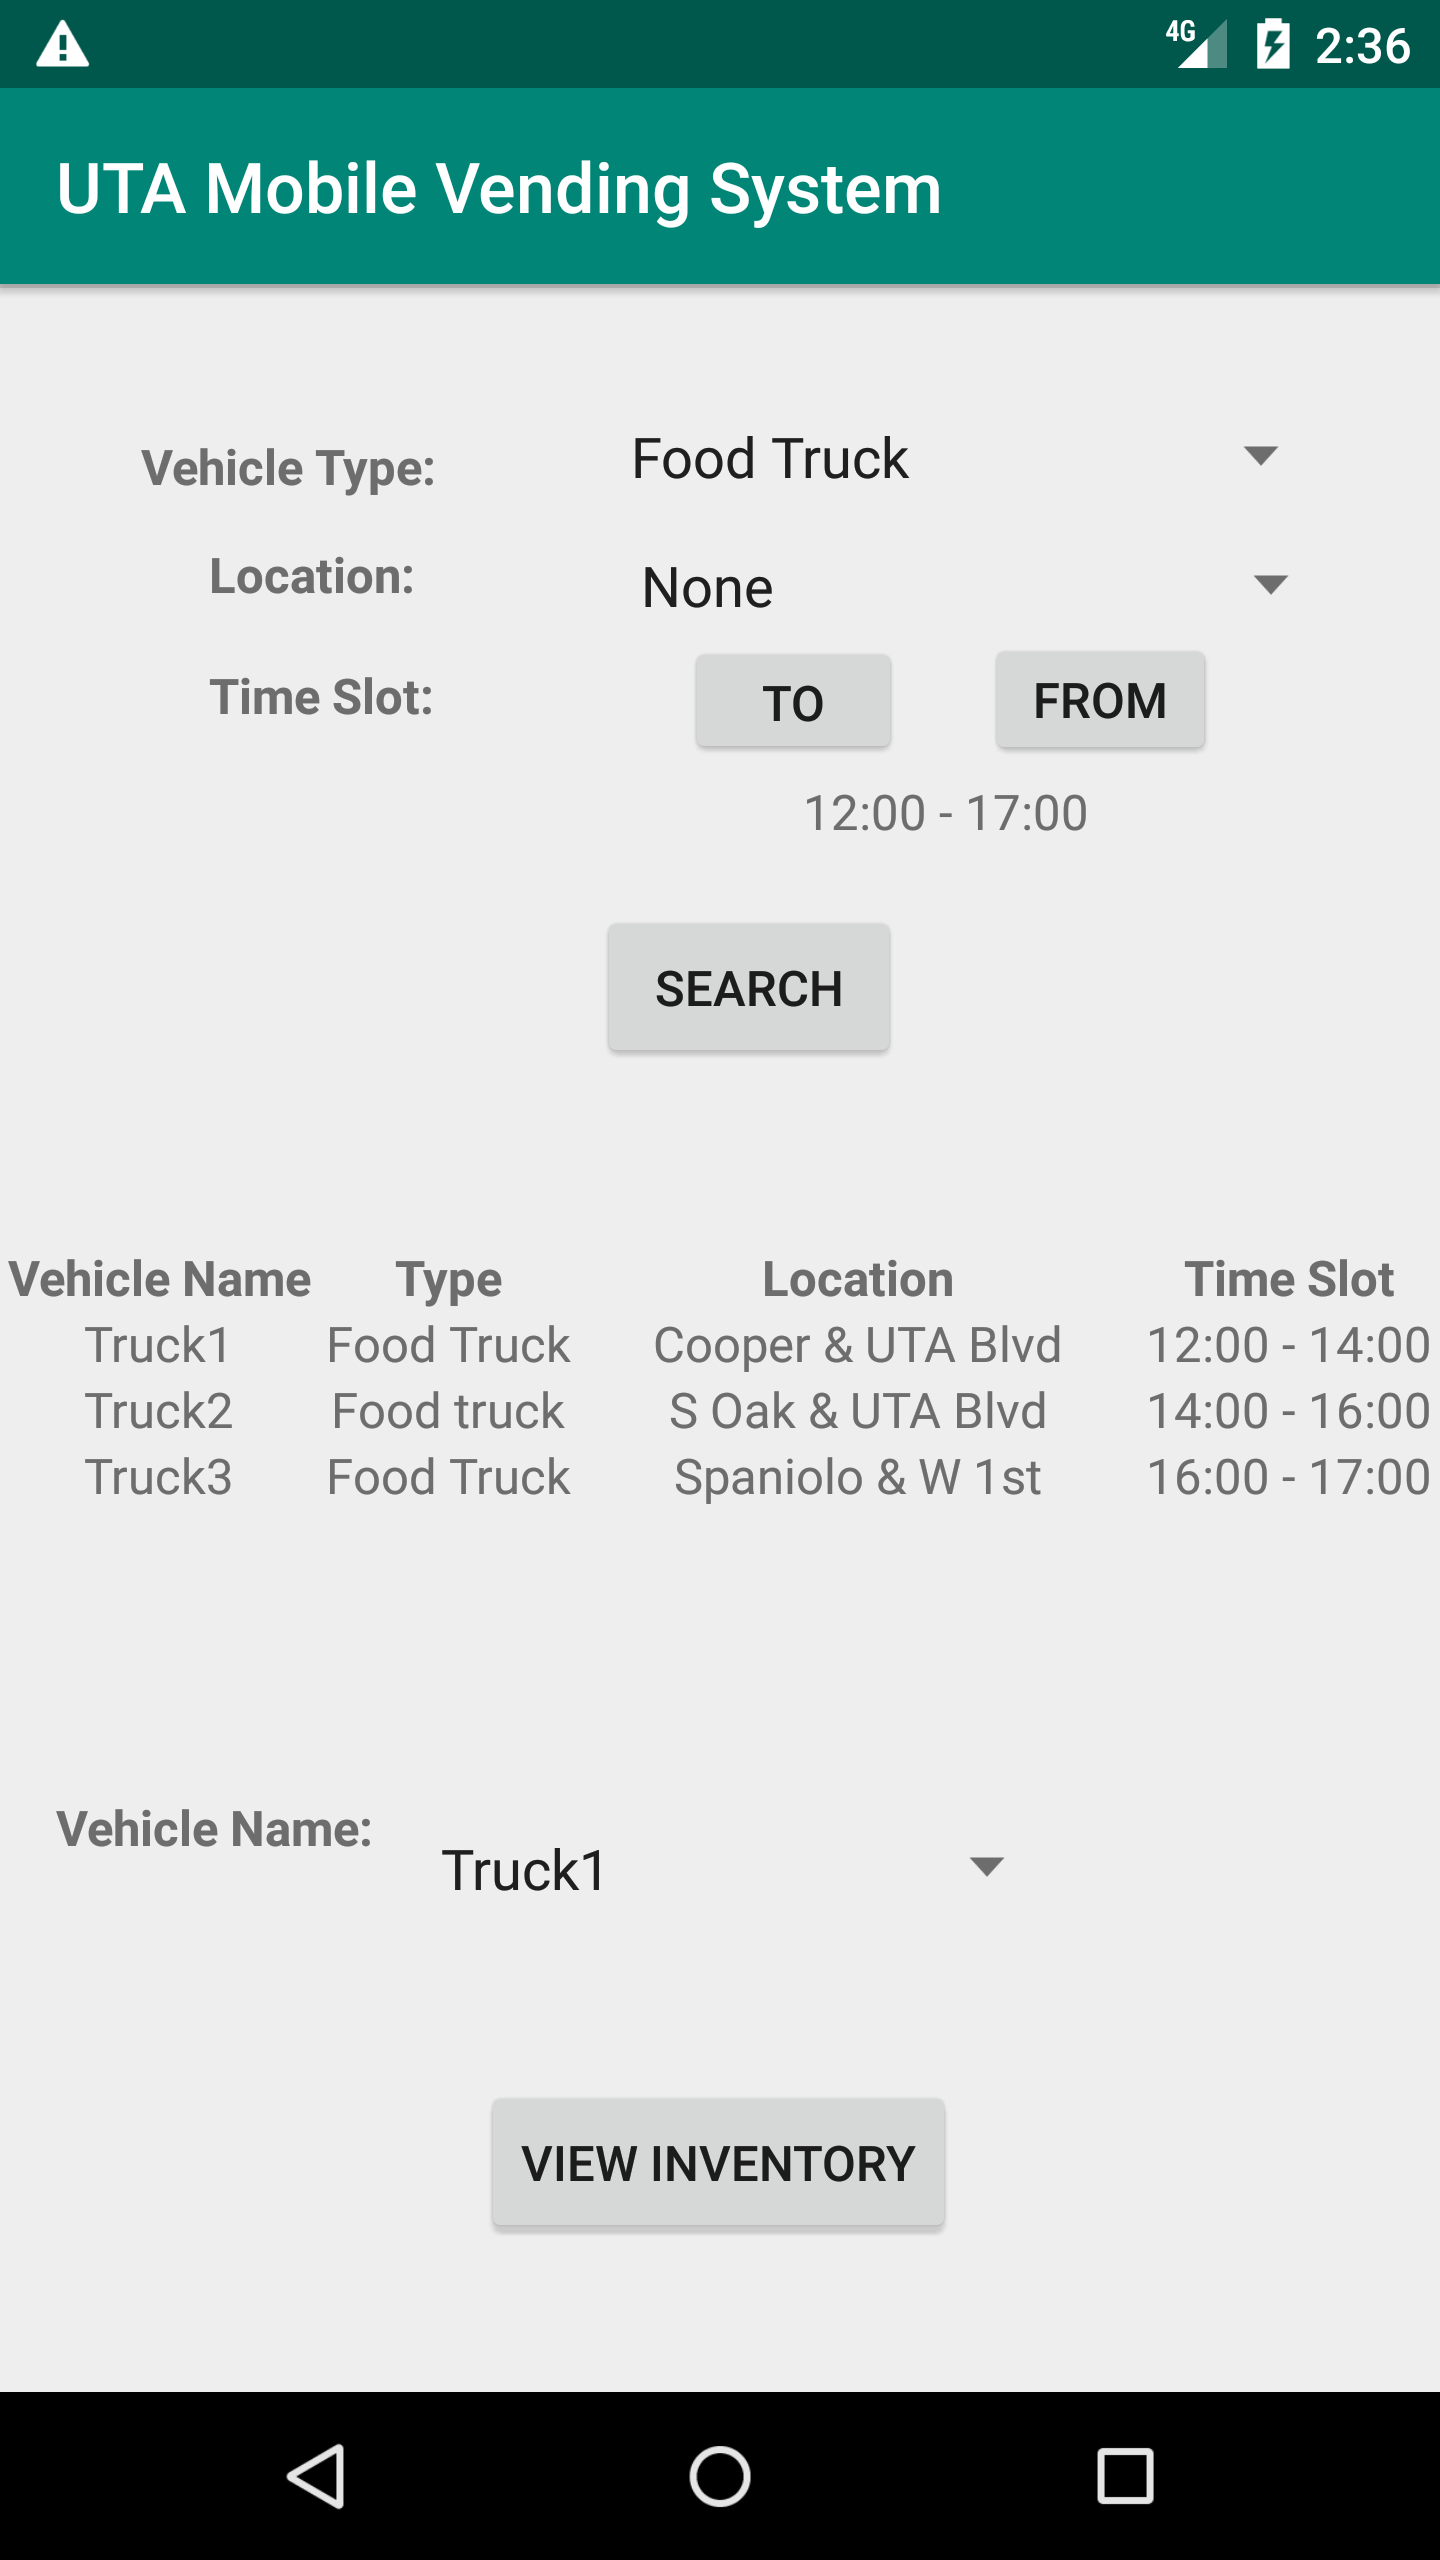 4G 2:36
UTA Mobile Vending System
Vehicle Type: Food Truck
Location: None
Time Slot: TO FROM
12:00 - 17:00
SEARCH
Vehicle Name Type Location Time Slot
Truck1 Food Truck Cooper & UTA Blvd 12:00 - 14:00
Truck2 Food truck S Oak & UTA Blvd 14:00 - 16:00
Truck3 Food Truck Spaniolo & W 1st 16:00 - 17:00
Vehicle Name: Truck1
VIEW INVENTORY